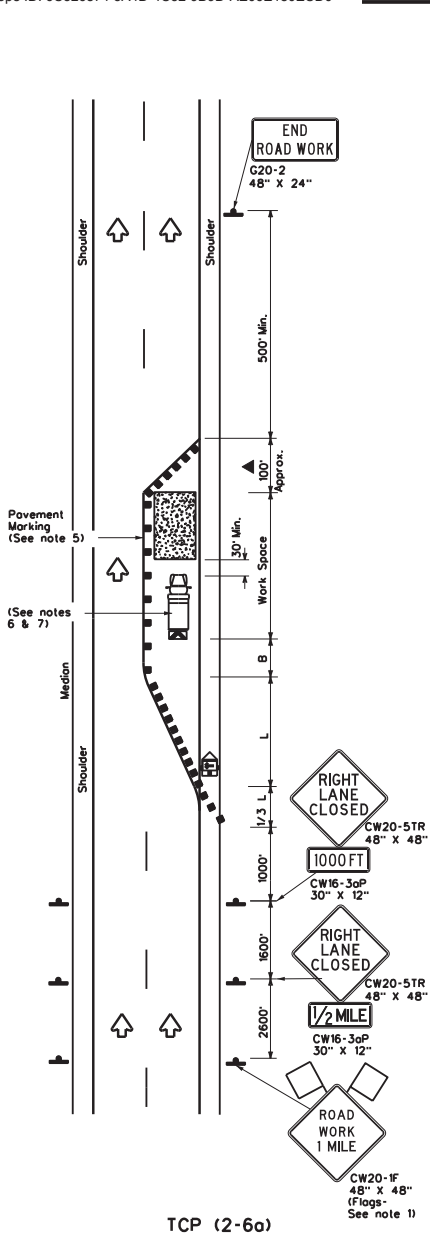 END
ROAD WORK
G20-2
48" X 24"
Shoulder
Shoulder
500' Min.
100'
Approx.
Pavement
Marking
(See note 5)
30' Min.
Work Space
(See notes
6 & 7)
B
Median
L
Shoulder
1/3 L
RIGHT
LANE
CLOSED
CW20-5TR
48" X 48"
1000'
1000 FT
CW16-3aP
30" X 12"
1600'
RIGHT
LANE
CLOSED
CW20-5TR
48" X 48"
1/2 MILE
CW16-3aP
30" X 12"
2600'
ROAD
WORK
1 MILE
CW20-1F
48" X 48"
(Flags-
See note 1)
TCP (2-6a)